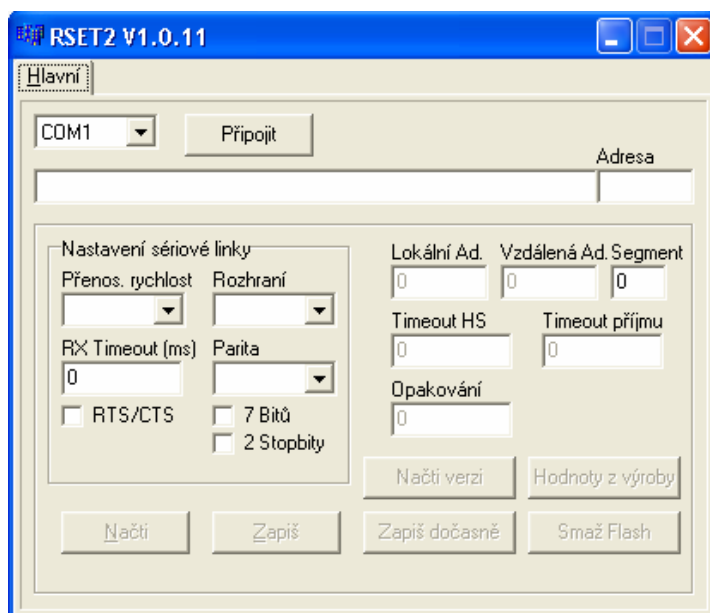 RSET2 V1.0.11
Hlavní
COM1 Připojit
Adresa
Nastavení sériové linky
Lokální Ad. Vzdálená Ad. Segment
Přenos. rychlost Rozhraní
0 0 0
Timeout HS Timeout příjmu
RX Timeout (ms) Parita
0 0
0
Opakování
RTS/CTS 7 Bitů
0
2 Stopbity
Načti verzi Hodnoty z výroby
Načti Zapiš Zapiš dočasně Smaž Flash